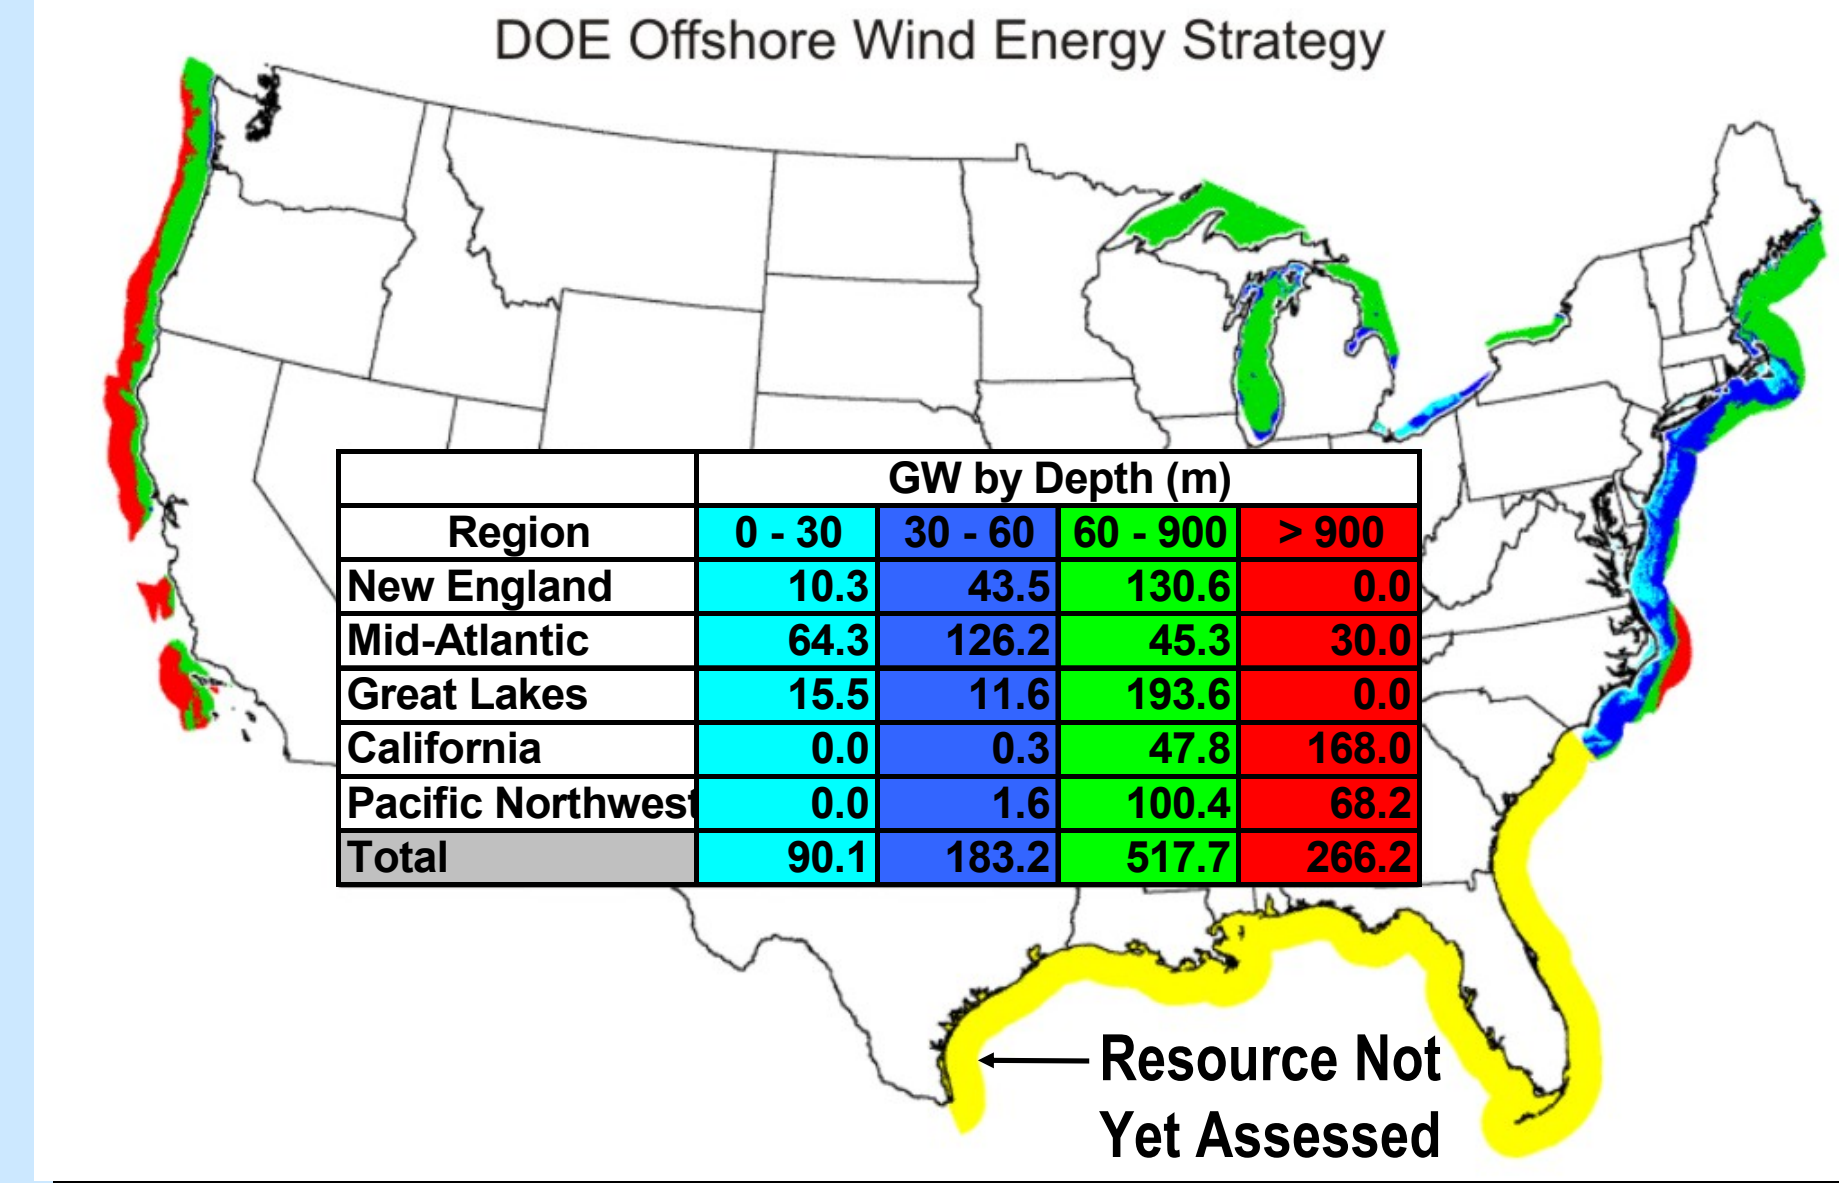 DOE Offshore Wind Energy Strategy
GW by Depth (m)
Region 0 - 30 30 - 60 60 - 900 > 900
New England 10.3 43.5 130.6 0.0
Mid-Atlantic 64.3 126.2 45.3 30.0
Great Lakes 15.5 11.6 193.6 0.0
California 0.0 0.3 47.8 168.0
Pacific Northwest 0.0 1.6 100.4 68.2
Total 90.1 183.2 517.7 266.2
Resource Not
Yet Assessed